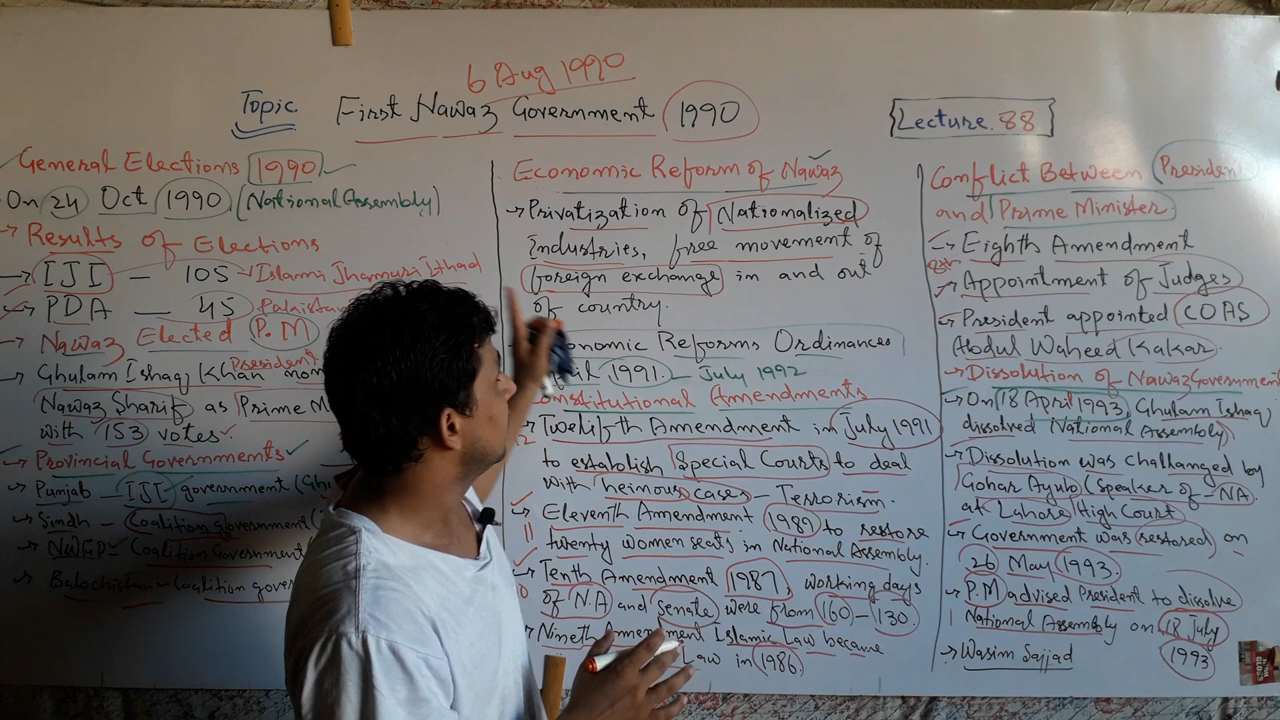 6 Aug 1990
Topic First Nawaz Government 1990
Lecture 88
General Elections 1990
On 24 Oct 1990 (National Assembly)
Results of Elections
IJI - 105 Islami Jhamuri Itihad
PDA - 45
Nawaz Elected P.M
President
Ghulam Ishaq Khan
Nawaz Sharif as Prime M
with 153 votes
Provincial Governments
Punjab - IJI government
Sindh - Coalition government
NWFP - Coalition Government
Balochistan - Coalition gover
Economic Reform of Nawaz
Privatization of Nationalized
industries, free movement of
foreign exchange in and out
of country.
onomic Reforms Ordinances
1991 - July 1992
onstitutional Amendments
Twelfth Amendment in July 1991
12
to establish Special Courts to deal
with heinous cases - Terrorism.
Eleventh Amendment 1989 to restore
11
twenty women seats in National Assembly.
Tenth Amendment 1987, working days
10
of N.A and Senate were from 160 - 130.
Nineth Amendment Islamic Law became
Law in 1986
Conflict Between President
and Prime Minister
Eighth Amendment
8th
Appointment of Judges
President appointed COAS
Abdul Waheed Kakar.
Dissolution of Nawaz Government
On 18 April 1993, Ghulam Ishaq
dissolved National Assembly
Dissolution was challanged by
Gohar Ayub (Speaker of NA
at Lahore High Court
Government was restored on
26 May 1993.
P.M advised President to dissolve
National Assembly on 18 July
1993
Wasim Sajjad